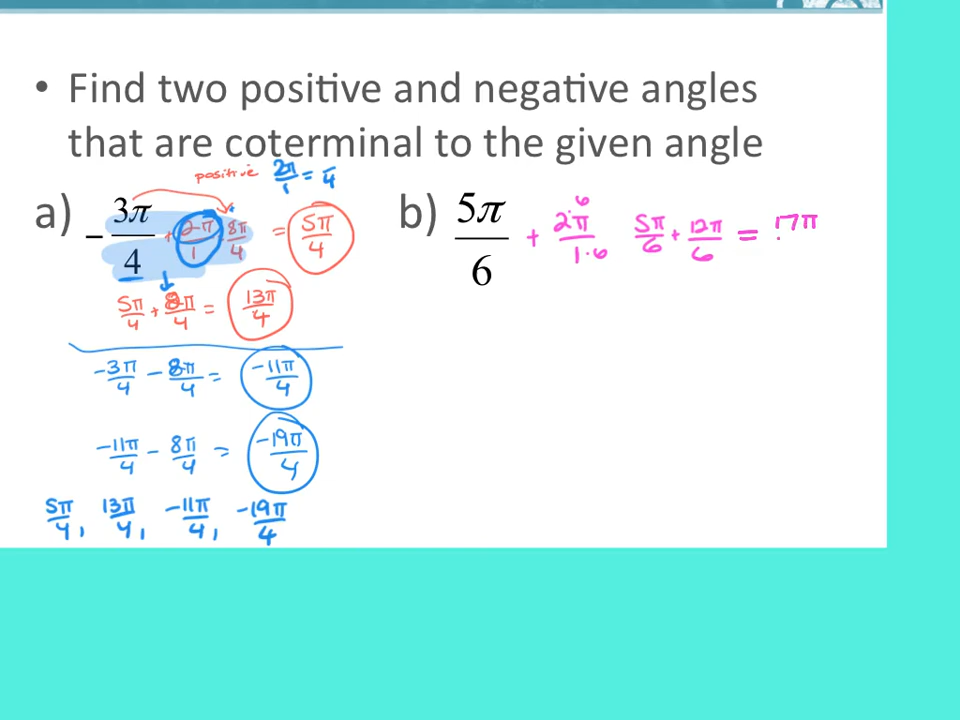 • Find two positive and negative angles
that are coterminal to the given angle
positive 2π/1 = π/4
a) -3π/4 + 2π/1 8π/4 = 5π/4
5π/4 + 8π/4 = 13π/4
-3π/4 - 8π/4 = -11π/4
-11π/4 - 8π/4 = -19π/4
5π/4, 13π/4, -11π/4, -19π/4
b) 5π/6 + 2π·6/1·6 5π/6 + 12π/6 = 17π